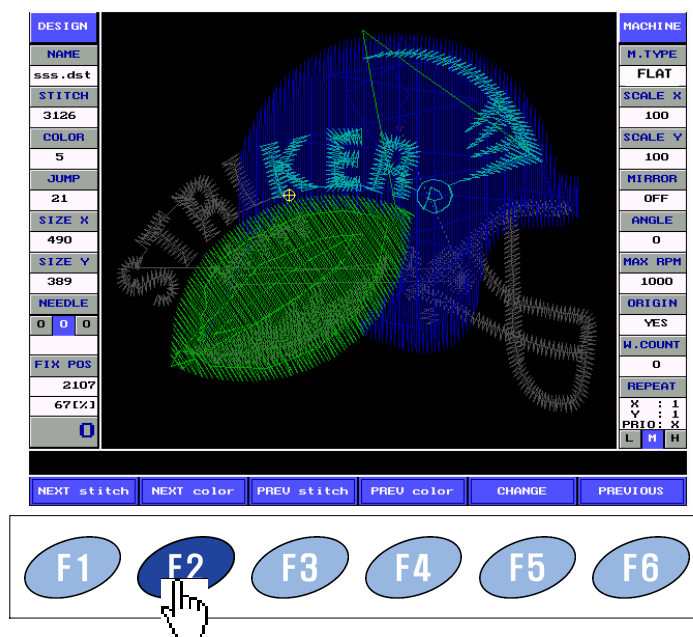 DESIGN
NAME
sss.dst
STITCH
3126
COLOR
5
JUMP
21
SIZE X
490
SIZE Y
389
NEEDLE
0 0 0
FIX POS
2107
67[%]
0
STRIKER
R
MACHINE
M.TYPE
FLAT
SCALE X
100
SCALE Y
100
MIRROR
OFF
ANGLE
0
MAX RPM
1000
ORIGIN
YES
W.COUNT
0
REPEAT
X : 1
Y : 1
PRIO: X
L M H
NEXT stitch NEXT color PREV stitch PREV color CHANGE PREVIOUS
F1 F2 F3 F4 F5 F6